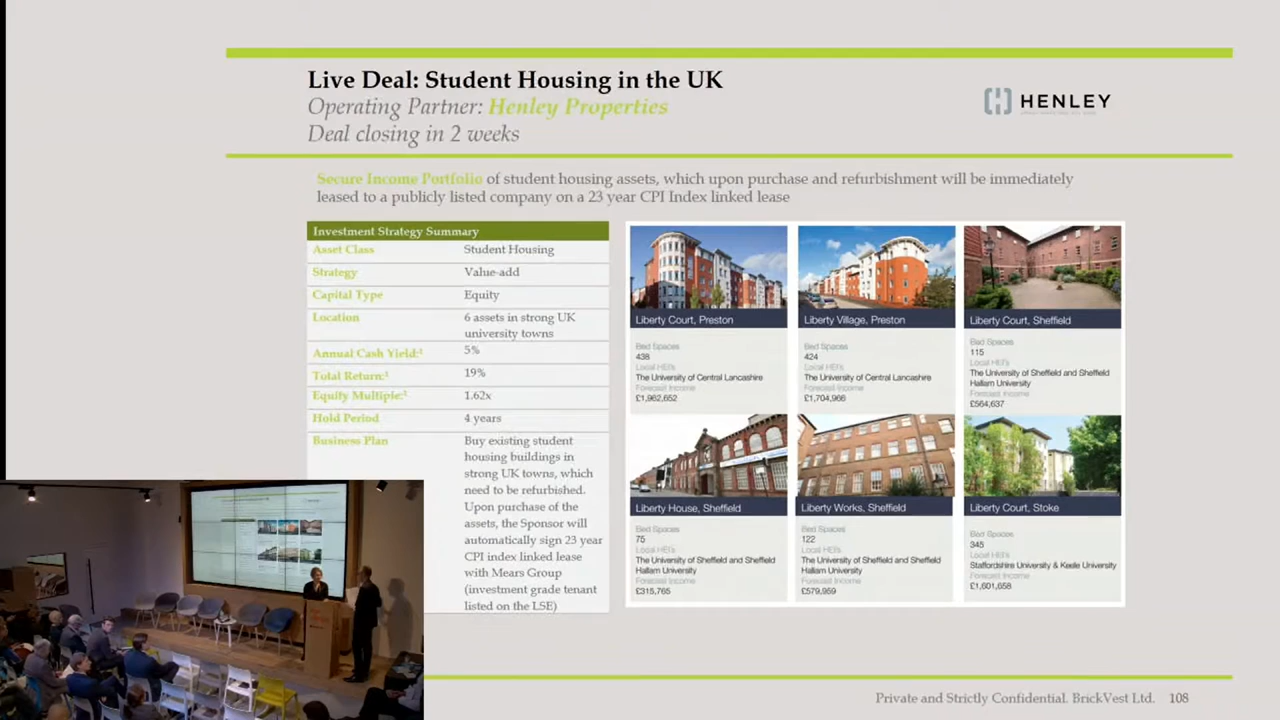 Live Deal: Student Housing in the UK
Operating Partner: Henley Properties
Deal closing in 2 weeks
HENLEY
Secure Income Portfolio of student housing assets, which upon purchase and refurbishment will be immediately
leased to a publicly listed company on a 23 year CPI Index linked lease
Investment Strategy Summary
Asset Class Student Housing
Strategy Value-add
Capital Type Equity
Location 6 assets in strong UK
university towns
Annual Cash Yield: 5%
Total Return: 19%
Equity Multiple: 1.62x
Hold Period 4 years
Business Plan Buy existing student
housing buildings in
strong UK towns, which
need to be refurbished.
Upon purchase of the
assets, the Sponsor will
automatically sign 23 year
CPI index linked lease
with Mears Group
(investment grade tenant
listed on the LSE)
Liberty Court, Preston
Bed Spaces
438
Local HEI's
The University of Central Lancashire
Forecast Income
£1,962,652
Liberty Village, Preston
Bed Spaces
424
Local HEI's
The University of Central Lancashire
Forecast Income
£1,704,966
Liberty Court, Sheffield
Bed Spaces
115
Local HEI's
The University of Sheffield and Sheffield
Hallam University
Forecast Income
£564,637
Liberty House, Sheffield
Bed Spaces
75
Local HEI's
The University of Sheffield and Sheffield
Hallam University
Forecast Income
£315,765
Liberty Works, Sheffield
Bed Spaces
122
Local HEI's
The University of Sheffield and Sheffield
Hallam University
Forecast Income
£579,959
Liberty Court, Stoke
Bed Spaces
345
Local HEI's
Staffordshire University & Keele University
Forecast Income
£1,601,658
Private and Strictly Confidential. BrickVest Ltd. 108